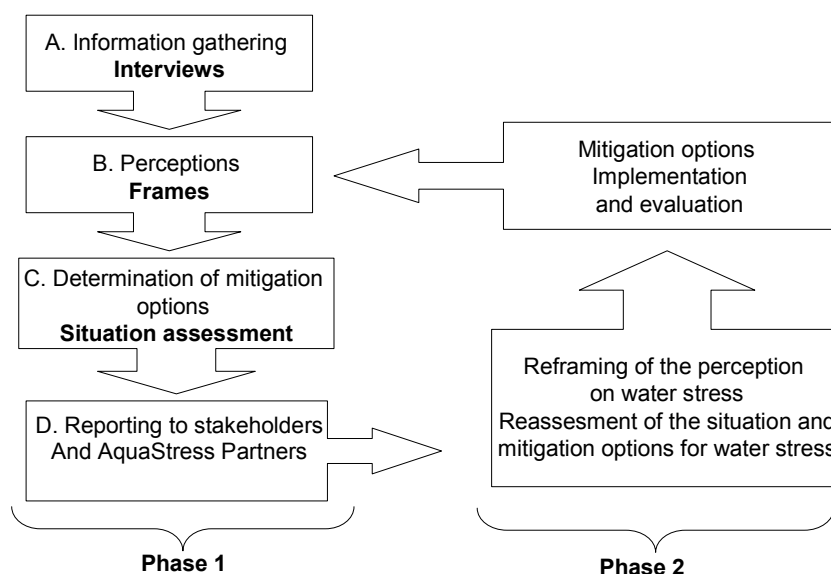 A. Information gathering
Interviews
B. Perceptions
Frames
C. Determination of mitigation
options
Situation assessment
D. Reporting to stakeholders
And AquaStress Partners
Phase 1
Mitigation options
Implementation
and evaluation
Reframing of the perception
on water stress
Reassesment of the situation and
mitigation options for water stress
Phase 2